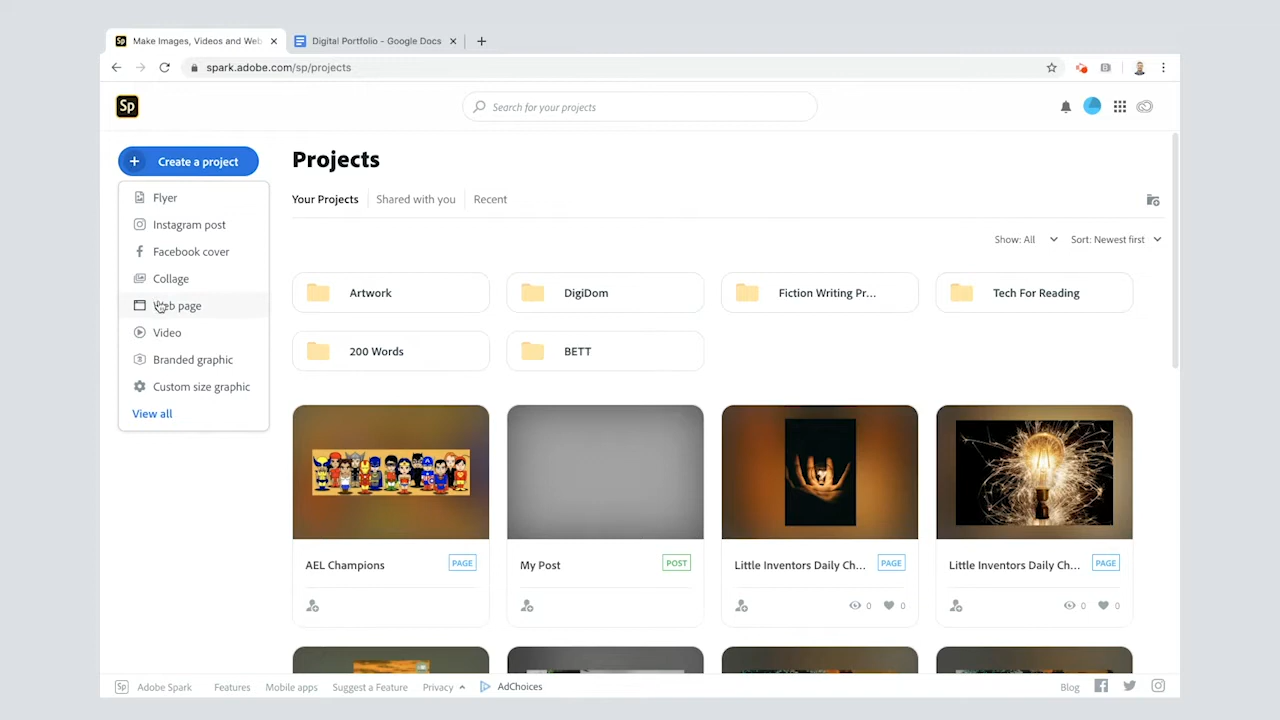 Make Images, Videos and Web
Digital Portfolio - Google Docs
spark.adobe.com/sp/projects
Sp
Search for your projects
Create a project
Projects
Flyer
Your Projects
Shared with you
Recent
Instagram post
Facebook cover
Show: All
Sort: Newest first
Collage
Web page
Video
Branded graphic
Custom size graphic
View all
Artwork
DigiDom
Fiction Writing Pr...
Tech For Reading
200 Words
BETT
AEL Champions
PAGE
My Post
POST
Little Inventors Daily Ch...
PAGE
Little Inventors Daily Ch...
PAGE
0 0
0 0
Sp
Adobe Spark
Features
Mobile apps
Suggest a Feature
Privacy
AdChoices
Blog